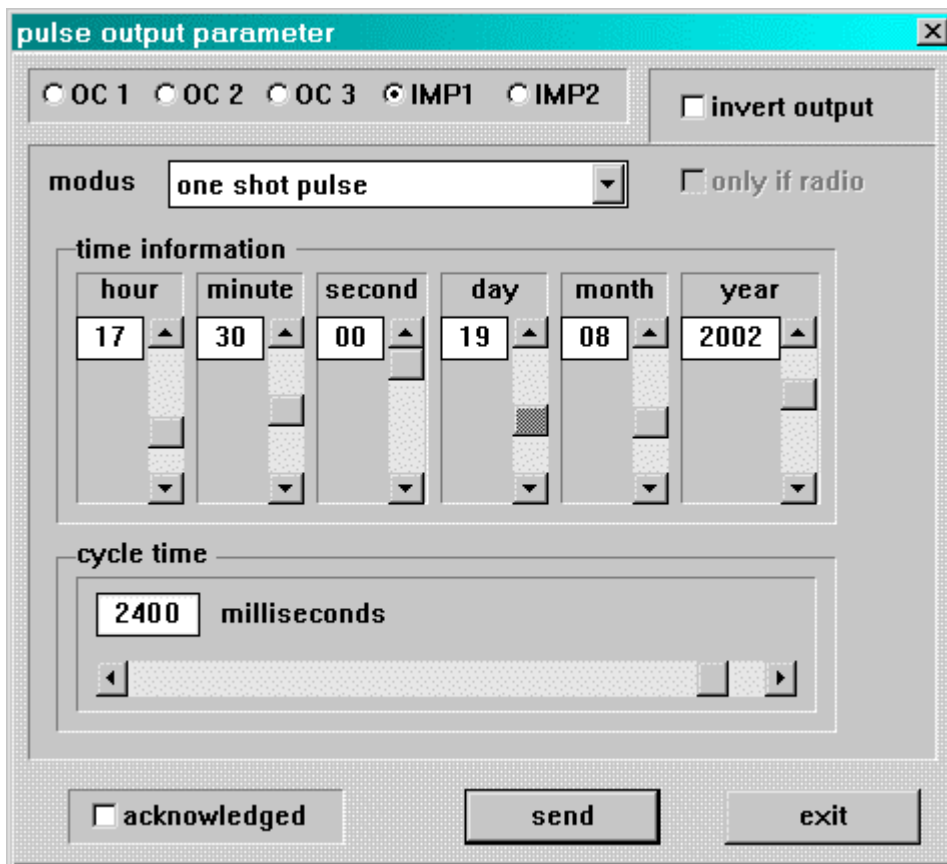 pulse output parameter
OC 1 OC 2 OC 3 IMP1 IMP2
invert output
modus one shot pulse
only if radio
time information
hour minute second day month year
17 30 00 19 08 2002
cycle time
2400 milliseconds
acknowledged send exit